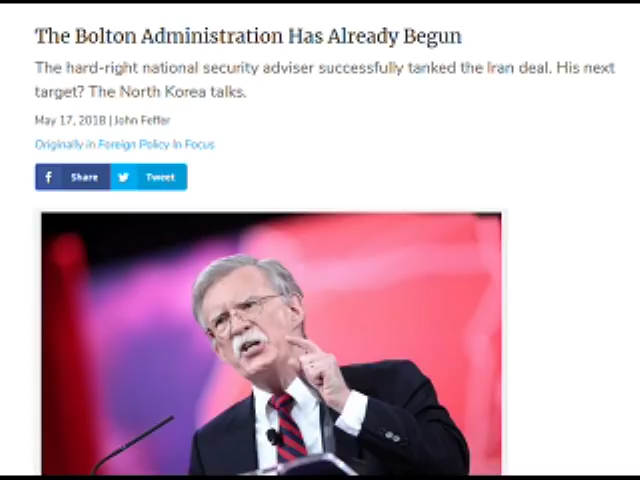 The Bolton Administration Has Already Begun
The hard-right national security adviser successfully tanked the Iran deal. His next
target? The North Korea talks.
May 17, 2018 | John Feffer
Originally in Foreign Policy In Focus
Share Tweet